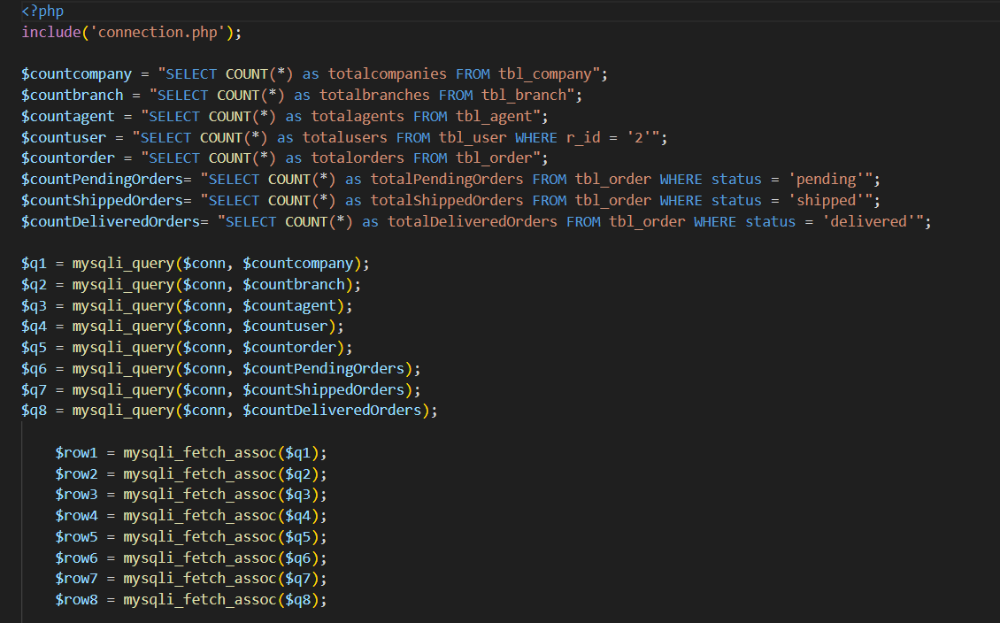 <?php
include('connection.php');
$countcompany = "SELECT COUNT(*) as totalcompanies FROM tbl_company";
$countbranch = "SELECT COUNT(*) as totalbranches FROM tbl_branch";
$countagent = "SELECT COUNT(*) as totalagents FROM tbl_agent";
$countuser = "SELECT COUNT(*) as totalusers FROM tbl_user WHERE r_id = '2'";
$countorder = "SELECT COUNT(*) as totalorders FROM tbl_order";
$countPendingOrders= "SELECT COUNT(*) as totalPendingOrders FROM tbl_order WHERE status = 'pending'";
$countShippedOrders= "SELECT COUNT(*) as totalShippedOrders FROM tbl_order WHERE status = 'shipped'";
$countDeliveredOrders= "SELECT COUNT(*) as totalDeliveredOrders FROM tbl_order WHERE status = 'delivered'";
$q1 = mysqli_query($conn, $countcompany);
$q2 = mysqli_query($conn, $countbranch);
$q3 = mysqli_query($conn, $countagent);
$q4 = mysqli_query($conn, $countuser);
$q5 = mysqli_query($conn, $countorder);
$q6 = mysqli_query($conn, $countPendingOrders);
$q7 = mysqli_query($conn, $countShippedOrders);
$q8 = mysqli_query($conn, $countDeliveredOrders);
$row1 = mysqli_fetch_assoc($q1);
$row2 = mysqli_fetch_assoc($q2);
$row3 = mysqli_fetch_assoc($q3);
$row4 = mysqli_fetch_assoc($q4);
$row5 = mysqli_fetch_assoc($q5);
$row6 = mysqli_fetch_assoc($q6);
$row7 = mysqli_fetch_assoc($q7);
$row8 = mysqli_fetch_assoc($q8);